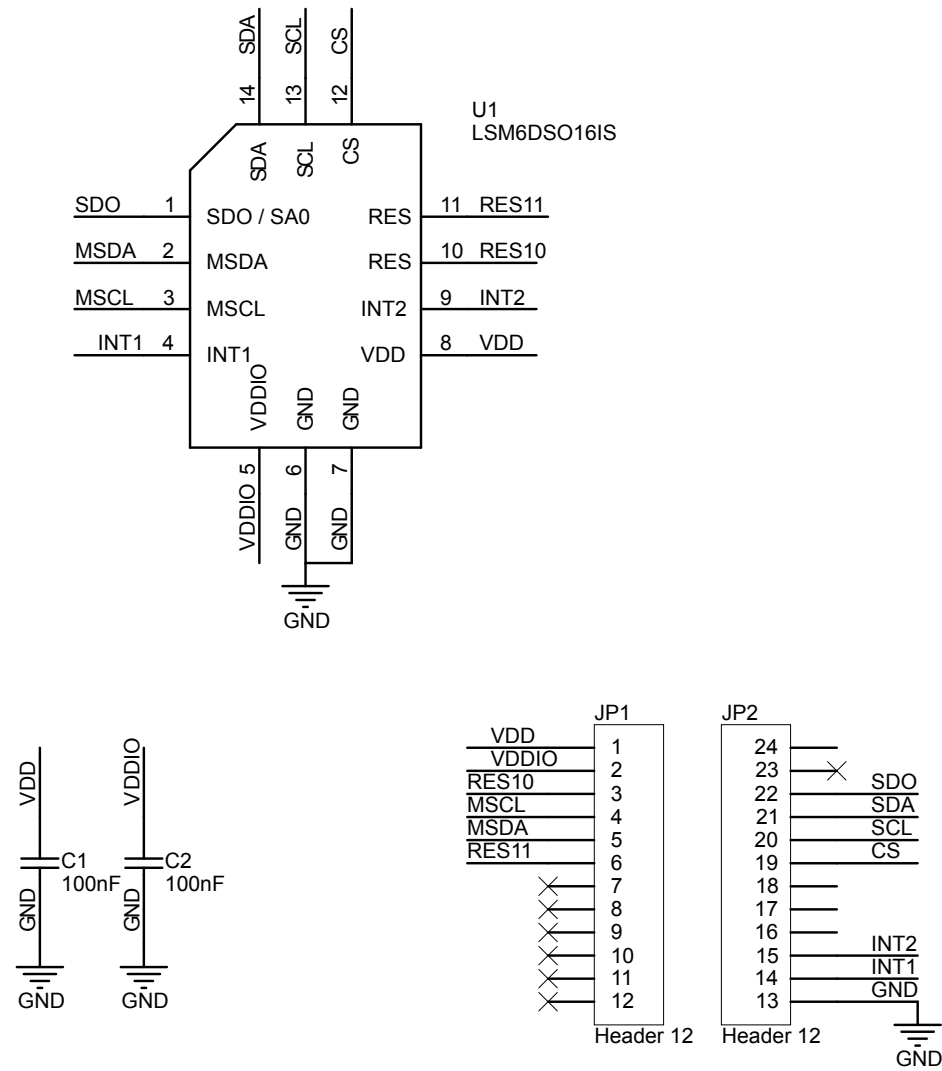 SDA SCL CS
14 13 12
U1
LSM6DSO16IS
SDA SCL CS
SDO 1 SDO / SA0 RES 11 RES11
MSDA 2 MSDA RES 10 RES10
MSCL 3 MSCL INT2 9 INT2
INT1 4 INT1 VDD 8 VDD
VDDIO GND GND
5 6 7
VDDIO GND GND
GND
VDD VDDIO
C1 C2
100nF 100nF
GND GND
GND GND
JP1 JP2
VDD 1 24
VDDIO 2 23
RES10 3 22 SDO
MSCL 4 21 SDA
MSDA 5 20 SCL
RES11 6 19 CS
7 18
8 17
9 16
10 15 INT2
11 14 INT1
12 13 GND
Header 12 Header 12
GND